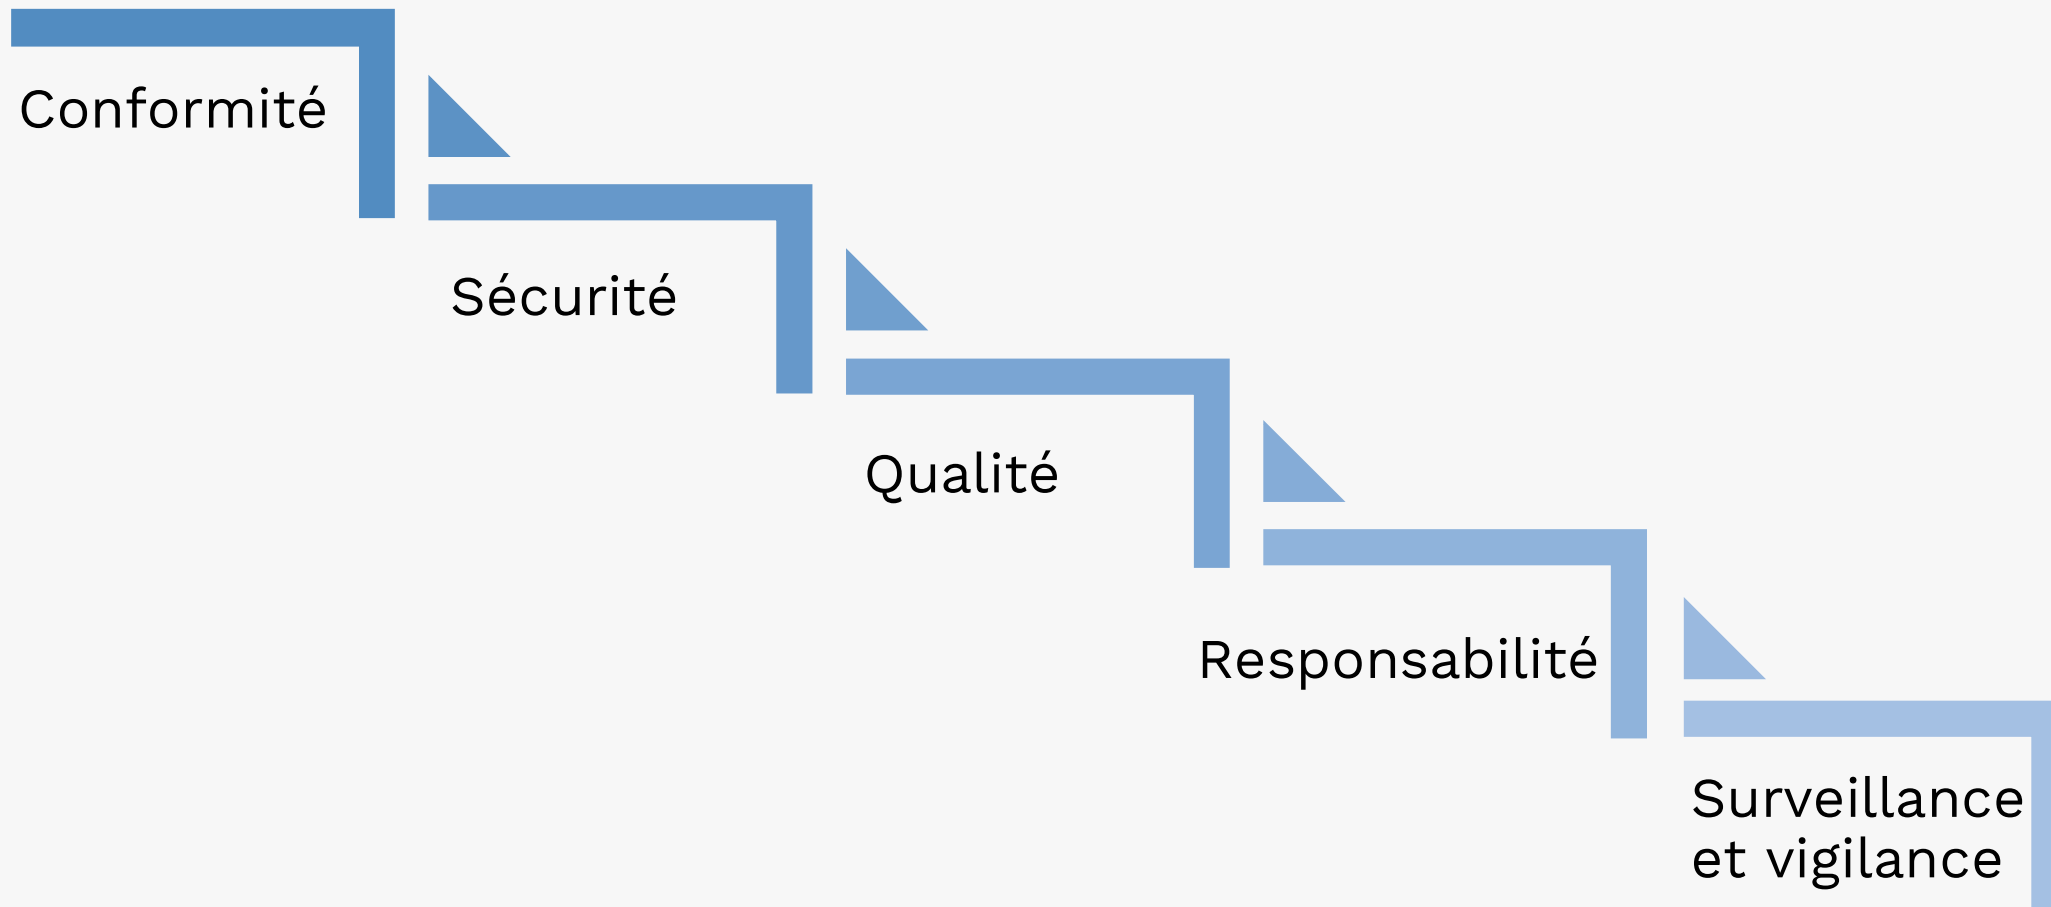 Conformité
Sécurité
Qualité
Responsabilité
Surveillance
et vigilance